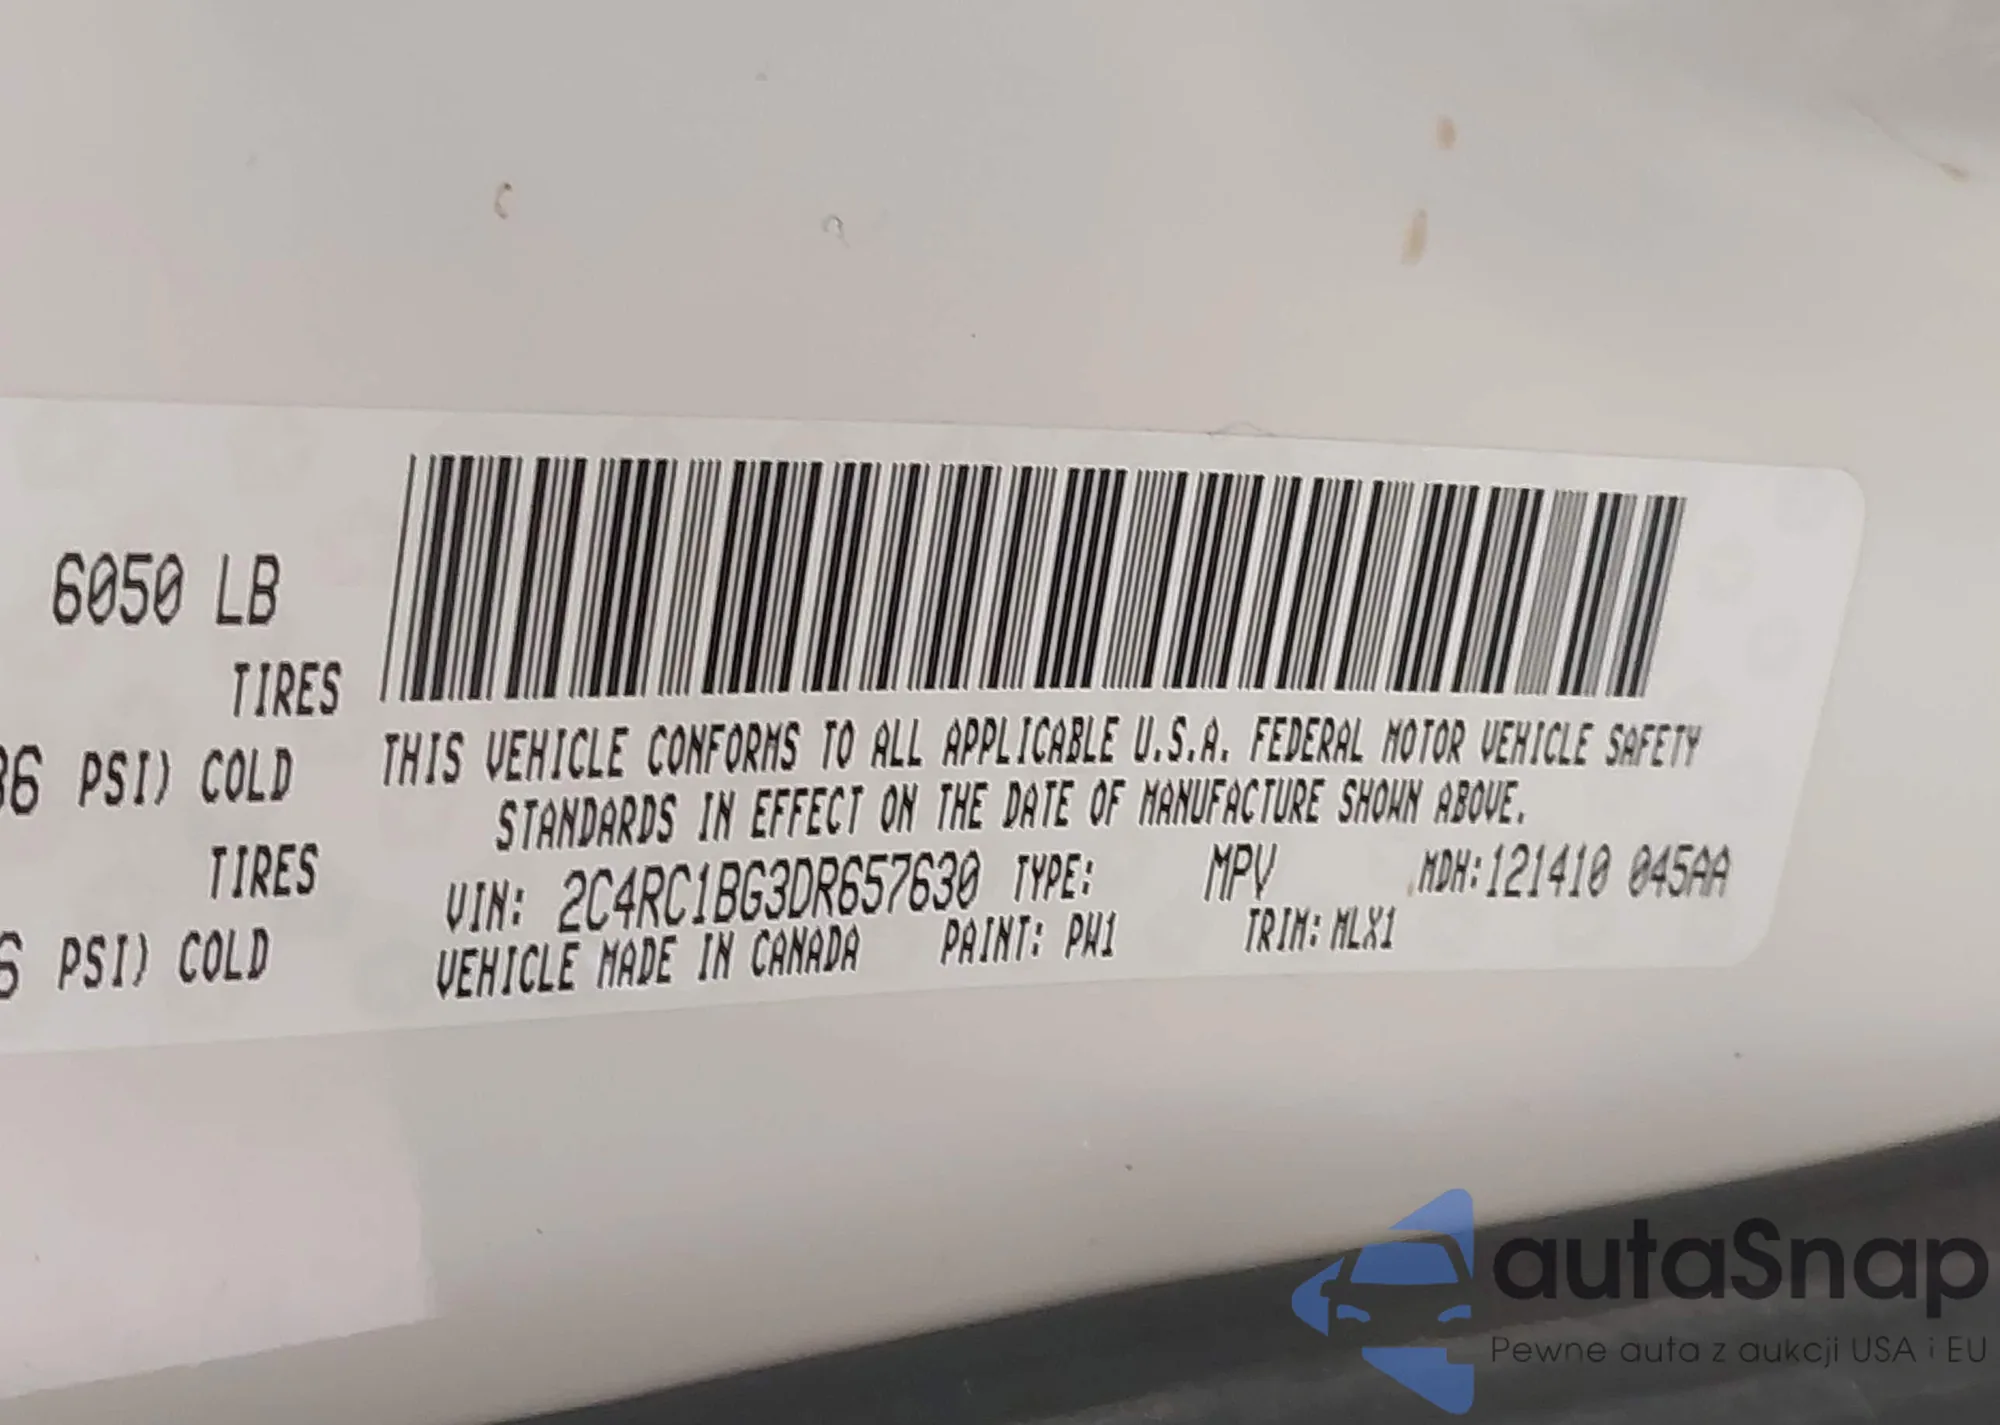 6050 LB
TIRES
36 PSI) COLD
TIRES
6 PSI) COLD
THIS VEHICLE CONFORMS TO ALL APPLICABLE U.S.A. FEDERAL MOTOR VEHICLE SAFETY
STANDARDS IN EFFECT ON THE DATE OF MANUFACTURE SHOWN ABOVE.
VIN: 2C4RC1BG3DR657630 TYPE: MPV MDH:121410 045AA
VEHICLE MADE IN CANADA PAINT: PW1 TRIM: MLX1
autaSnap
Pewne auta z aukcji USA i EU